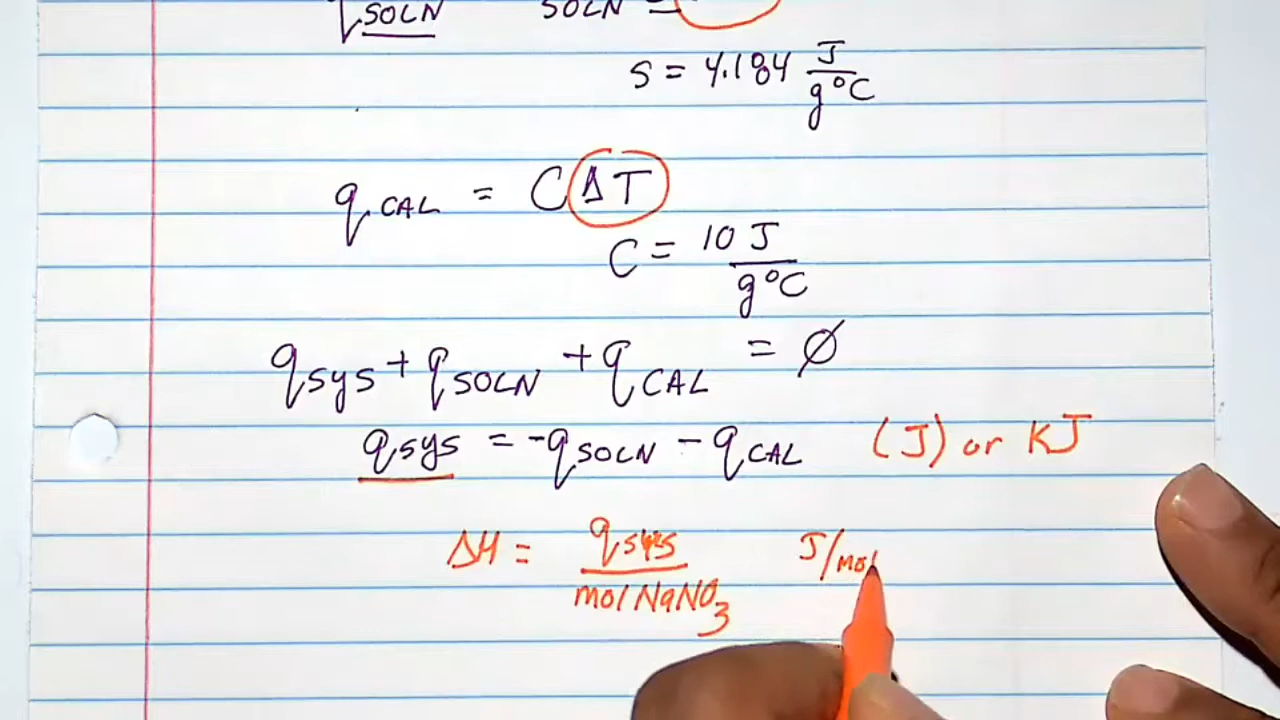 qSOLN SOLN =
S = 4.184 J/g°C
qCAL = CΔT
C = 10 J/g°C
qsys + qSOLN + qCAL = Ø
qsys = -qSOLN - qCAL (J) or KJ
ΔH = qsys/mol NaNO3 J/mol